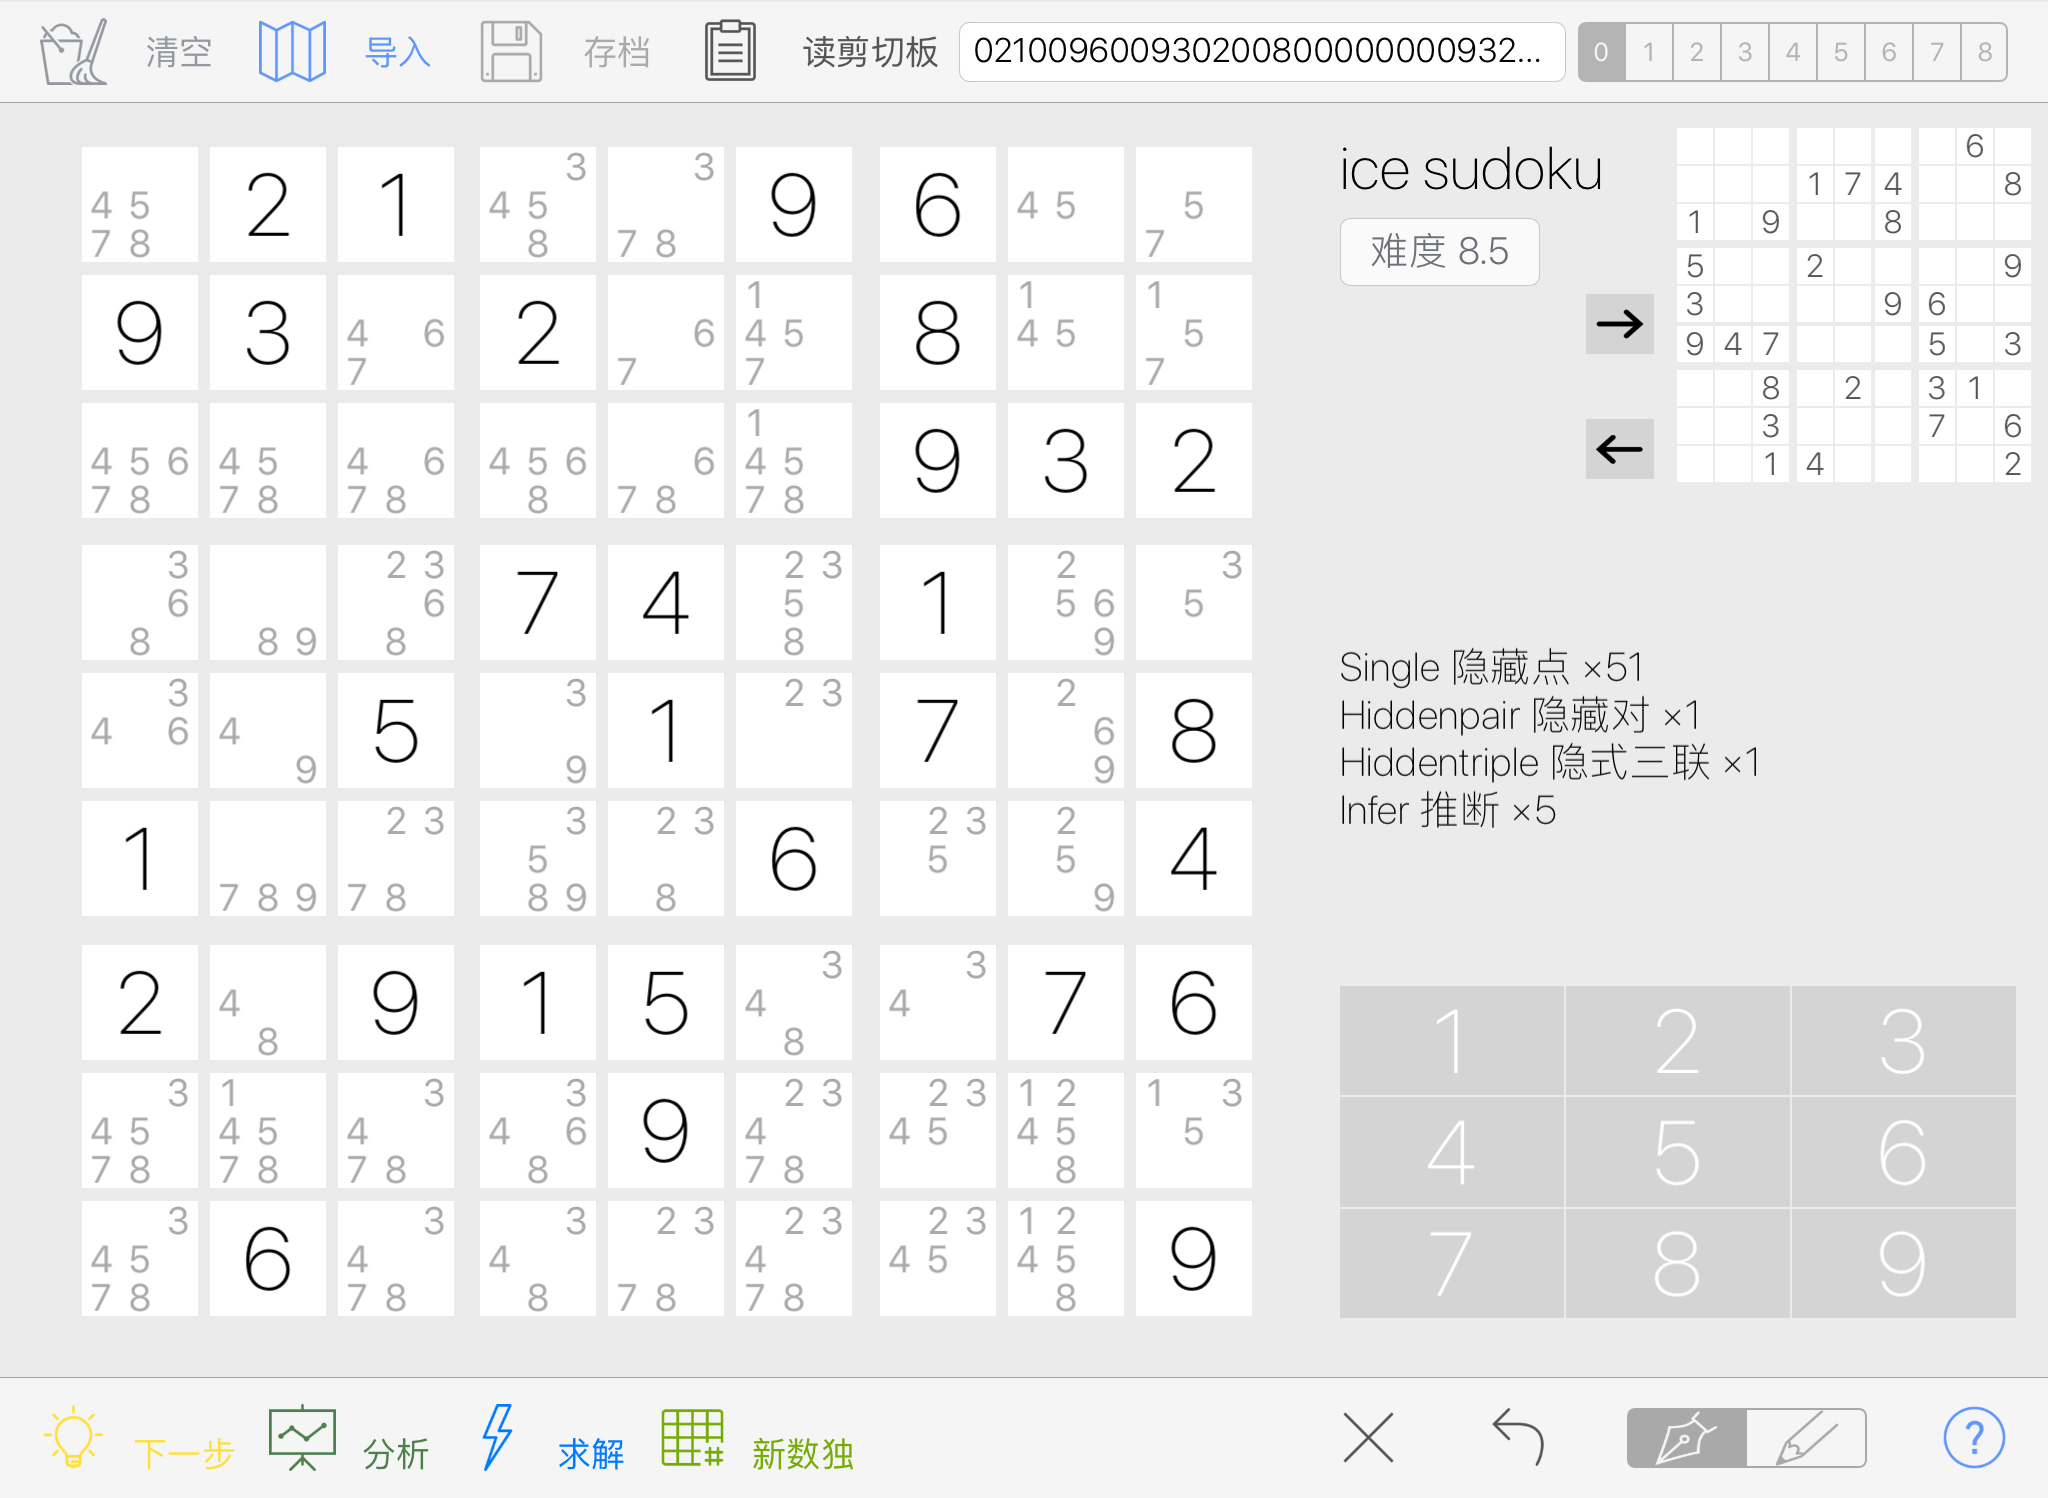 清空 导入 存档 读剪切板 021009600930200800000000932... 0 1 2 3 4 5 6 7 8
ice sudoku
难度 8.5
6
1 7 4 8
1 9 8
5 2 9
3 9 6
9 4 7 5 3
8 2 3 1
3 7 6
1 4 2
4 5 7 8 2 1 3 4 5 8 3 7 8 9 6 4 5 5 7
9 3 4 6 7 2 6 7 1 4 5 7 8 1 4 5 1 5 7
4 5 6 7 8 4 5 7 8 4 6 7 8 4 5 6 8 6 7 8 1 4 5 7 8 9 3 2
3 6 8 8 9 2 3 6 8 7 4 2 3 5 8 1 2 5 6 9 3 5
3 4 6 4 9 5 3 9 1 2 3 7 2 6 9 8
1 7 8 9 2 3 7 8 3 5 8 9 2 3 8 6 2 3 5 2 5 9 4
2 4 8 9 1 5 3 4 8 3 4 7 6
3 4 5 7 8 1 4 5 7 8 3 4 7 8 3 4 6 8 9 2 3 4 7 8 2 3 4 5 1 2 4 5 8 1 3 5
3 4 5 7 8 6 3 4 7 8 3 4 8 2 3 7 8 2 3 4 7 8 2 3 4 5 1 2 4 5 8 9
Single 隐藏点 ×51
Hiddenpair 隐藏对 ×1
Hiddentriple 隐式三联 ×1
Infer 推断 ×5
1 2 3
4 5 6
7 8 9
下一步 分析 求解 新数独 ?